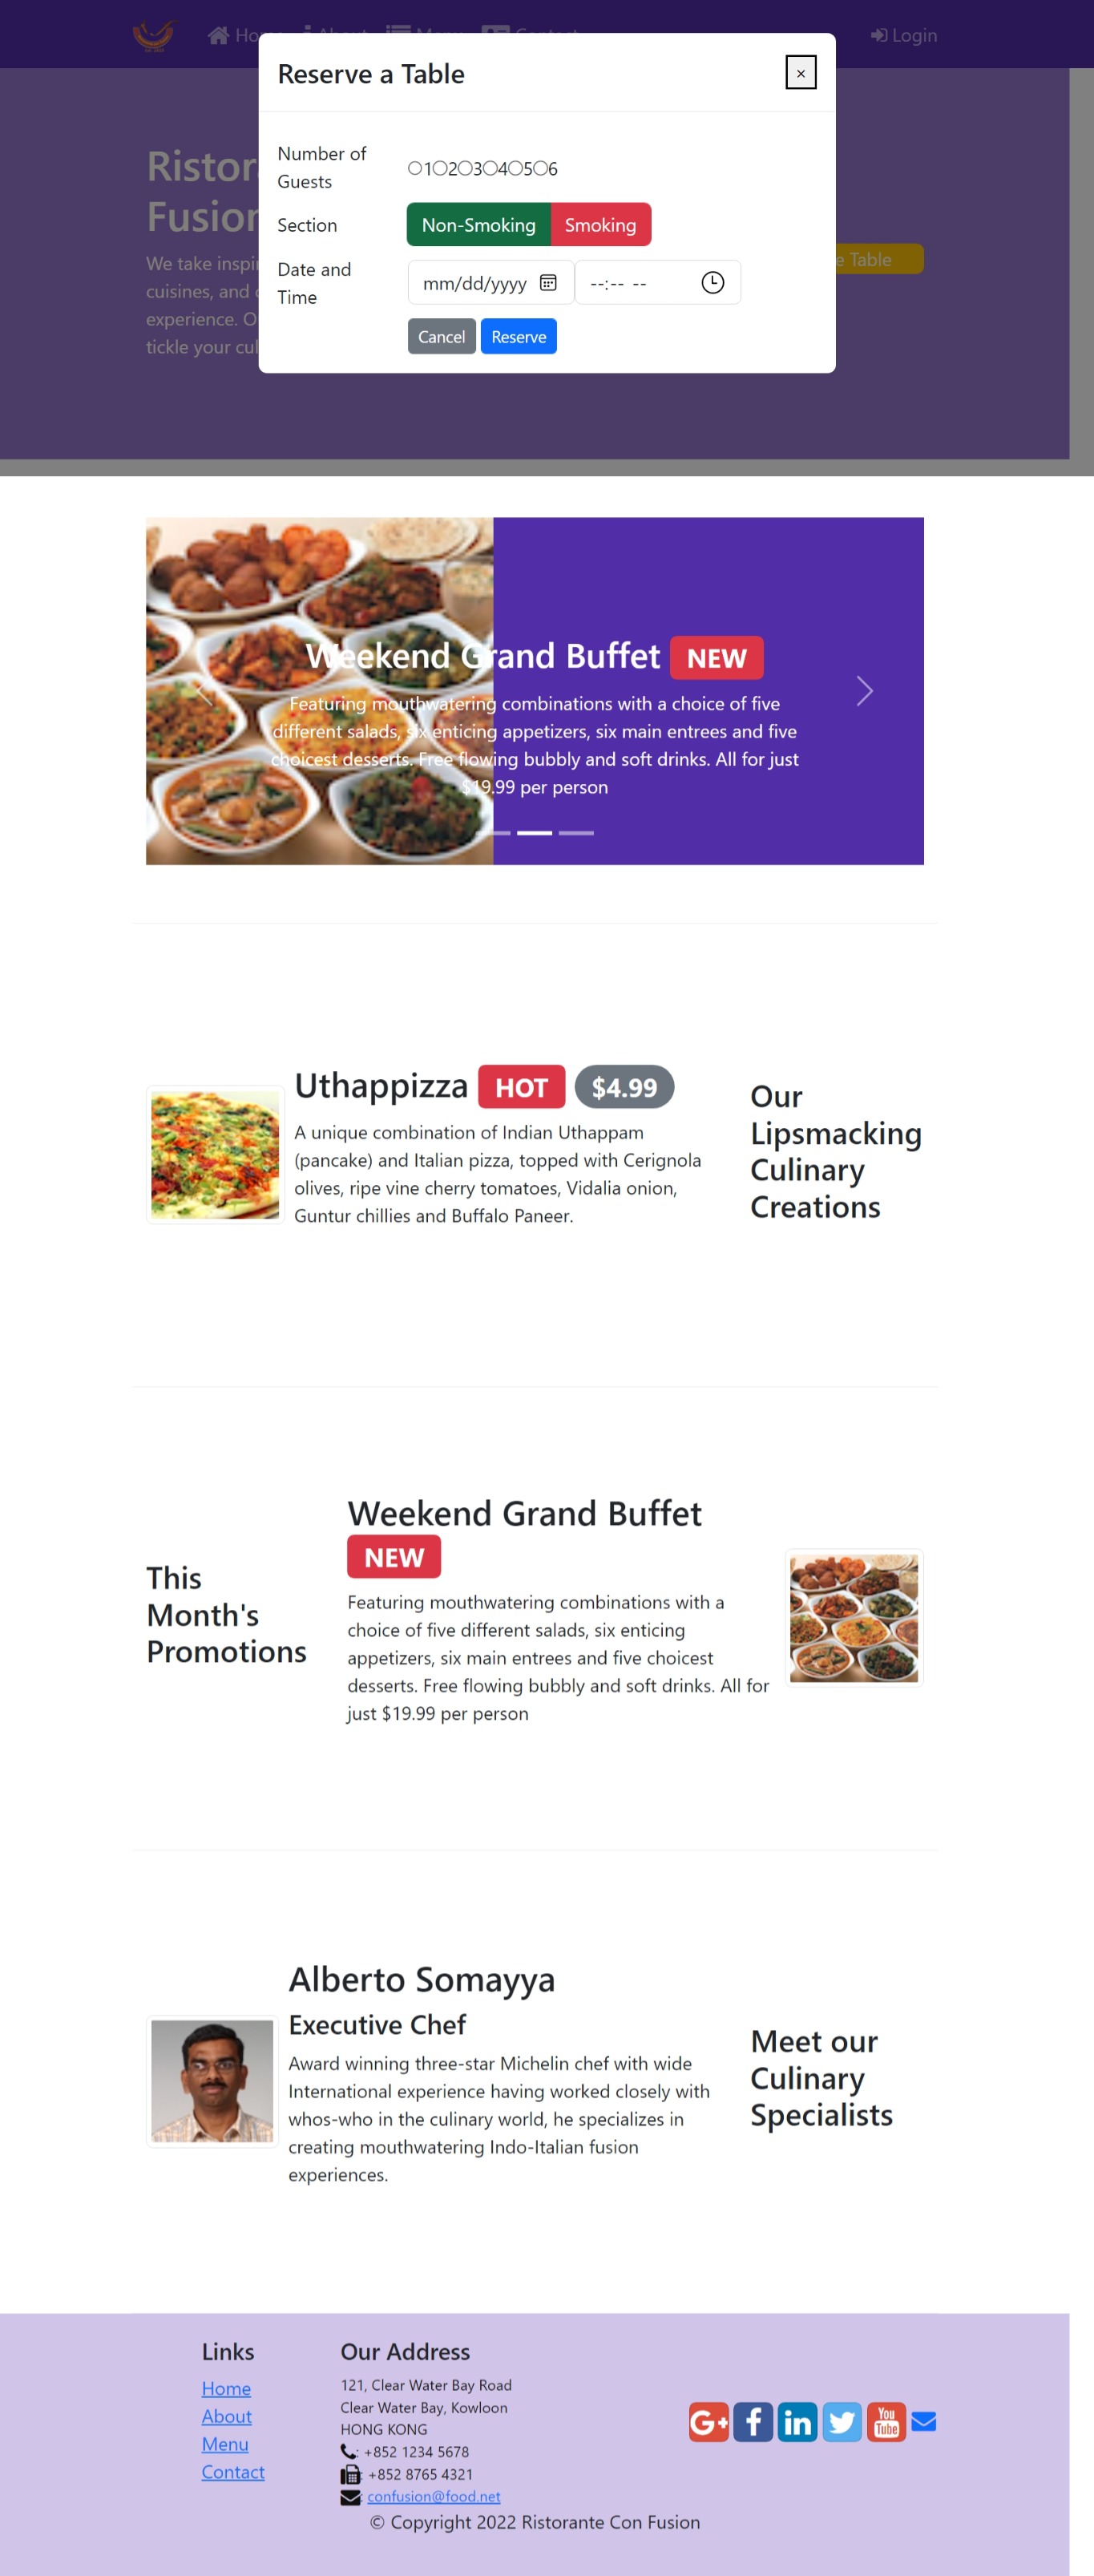 Home About Menu Contact Login
Reserve a Table
×
Number of
Guests
1 2 3 4 5 6
Section
Non-Smoking Smoking
Date and
Time
mm/dd/yyyy --:-- --
Cancel Reserve
Fusion
We take
cuisines, and
experience.
tickle your
Table
Weekend Grand Buffet NEW
Featuring mouthwatering combinations with a choice of five
different salads, six enticing appetizers, six main entrees and five
choicest desserts. Free flowing bubbly and soft drinks. All for just
$19.99 per person
Uthappizza HOT $4.99
A unique combination of Indian Uthappam
(pancake) and Italian pizza, topped with Cerignola
olives, ripe vine cherry tomatoes, Vidalia onion,
Guntur chillies and Buffalo Paneer.
Our
Lipsmacking
Culinary
Creations
This
Month's
Promotions
Weekend Grand Buffet
NEW
Featuring mouthwatering combinations with a
choice of five different salads, six enticing
appetizers, six main entrees and five choicest
desserts. Free flowing bubbly and soft drinks. All for
just $19.99 per person
Alberto Somayya
Executive Chef
Award winning three-star Michelin chef with wide
International experience having worked closely with
whos-who in the culinary world, he specializes in
creating mouthwatering Indo-Italian fusion
experiences.
Meet our
Culinary
Specialists
Links
Home
About
Menu
Contact
Our Address
121, Clear Water Bay Road
Clear Water Bay, Kowloon
HONG KONG
: +852 1234 5678
: +852 8765 4321
: confusion@food.net
G+ f in You Tube
© Copyright 2022 Ristorante Con Fusion